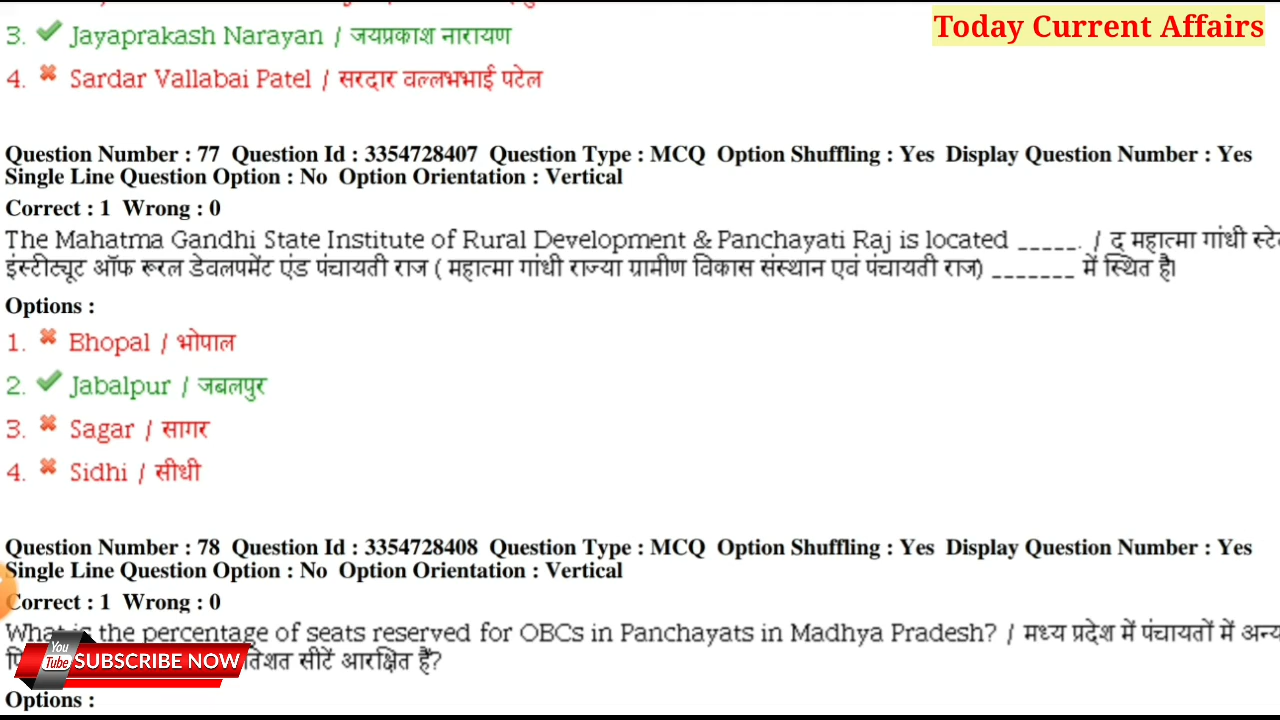 Today Current Affairs
3. Jayaprakash Narayan / जयप्रकाश नारायण
4. Sardar Vallabai Patel / सरदार वल्लभभाई पटेल
Question Number : 77 Question Id : 3354728407 Question Type : MCQ Option Shuffling : Yes Display Question Number : Yes
Single Line Question Option : No Option Orientation : Vertical
Correct : 1 Wrong : 0
The Mahatma Gandhi State Institute of Rural Development & Panchayati Raj is located _____. / द महात्मा गांधी
इंस्टीट्यूट ऑफ रूरल डेवलपमेंट एंड पंचायती राज ( महात्मा गांधी राज्या ग्रामीण विकास संस्थान एवं पंचायती राज) _______ में स्थित है।
Options :
1. Bhopal / भोपाल
2. Jabalpur / जबलपुर
3. Sagar / सागर
4. Sidhi / सीधी
Question Number : 78 Question Id : 3354728408 Question Type : MCQ Option Shuffling : Yes Display Question Number : Yes
Single Line Question Option : No Option Orientation : Vertical
Correct : 1 Wrong : 0
What is the percentage of seats reserved for OBCs in Panchayats in Madhya Pradesh? / मध्य प्रदेश में पंचायतों में
सीटें आरक्षित हैं?
You Tube SUBSCRIBE NOW
Options :